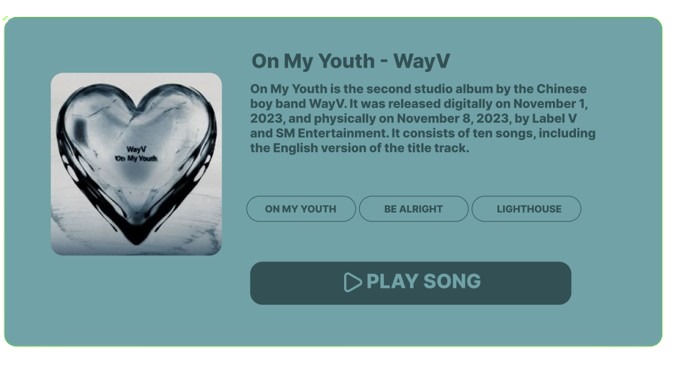 On My Youth - WayV
On My Youth is the second studio album by the Chinese
boy band WayV. It was released digitally on November 1,
2023, and physically on November 8, 2023, by Label V
and SM Entertainment. It consists of ten songs, including
the English version of the title track.
WayV
On My Youth
ON MY YOUTH
BE ALRIGHT
LIGHTHOUSE
PLAY SONG